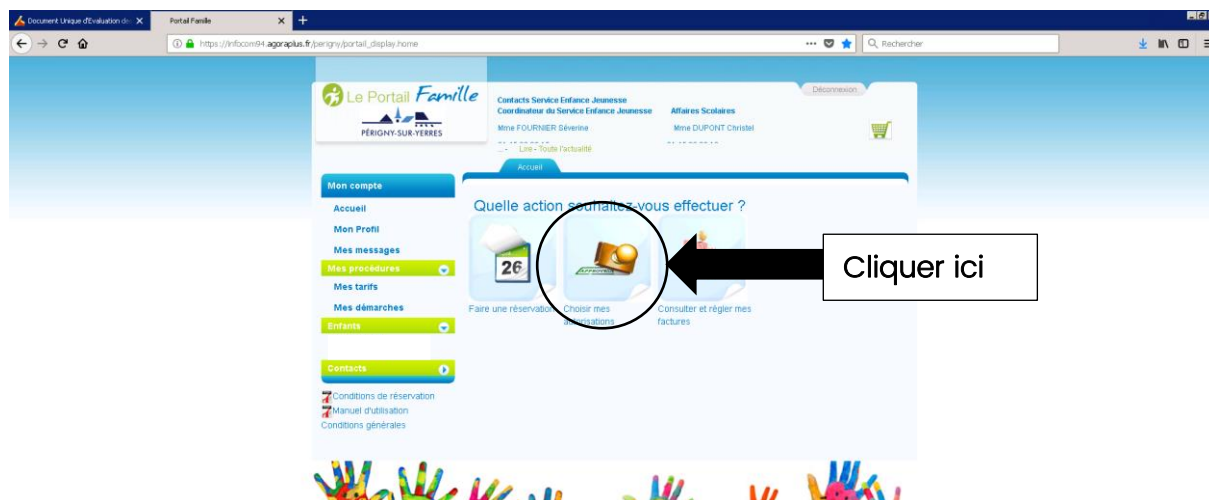 Document Unique d'Evaluation de
Portail Famille
https://infocom94.agoraplus.fr/perigny/portail_display.home
Rechercher
Le Portail Famille
PÉRIGNY-SUR-YERRES
Contacts Service Enfance Jeunesse
Coordinateur du Service Enfance Jeunesse Affaires Scolaires
Mme FOURNIER Séverine Mme DUPONT Christel
... - Lire - Toute l'actualité
Déconnexion
Accueil
Mon compte
Accueil
Mon Profil
Mes messages
Mes procédures
Mes tarifs
Mes démarches
Enfants
Contacts
Conditions de réservation
Manuel d'utilisation
Conditions générales
Quelle action souhaitez-vous effectuer ?
26
Faire une réservation
Choisir mes
autorisations
Consulter et régler mes
factures
Cliquer ici